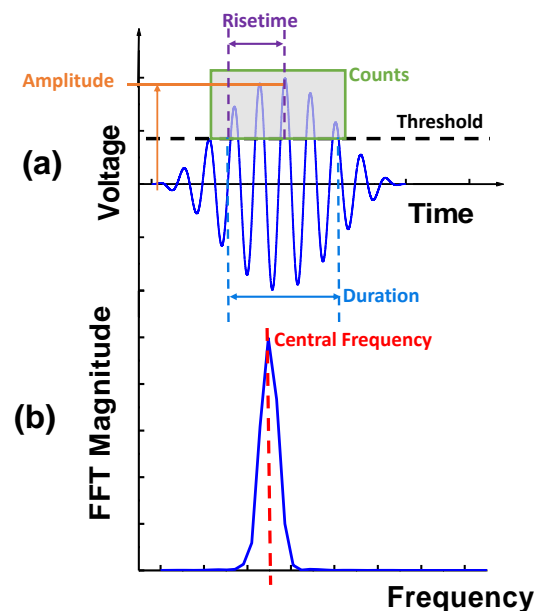 Risetime
Amplitude
Counts
Threshold
(a)
Voltage
Time
Duration
Central Frequency
(b)
FFT Magnitude
Frequency